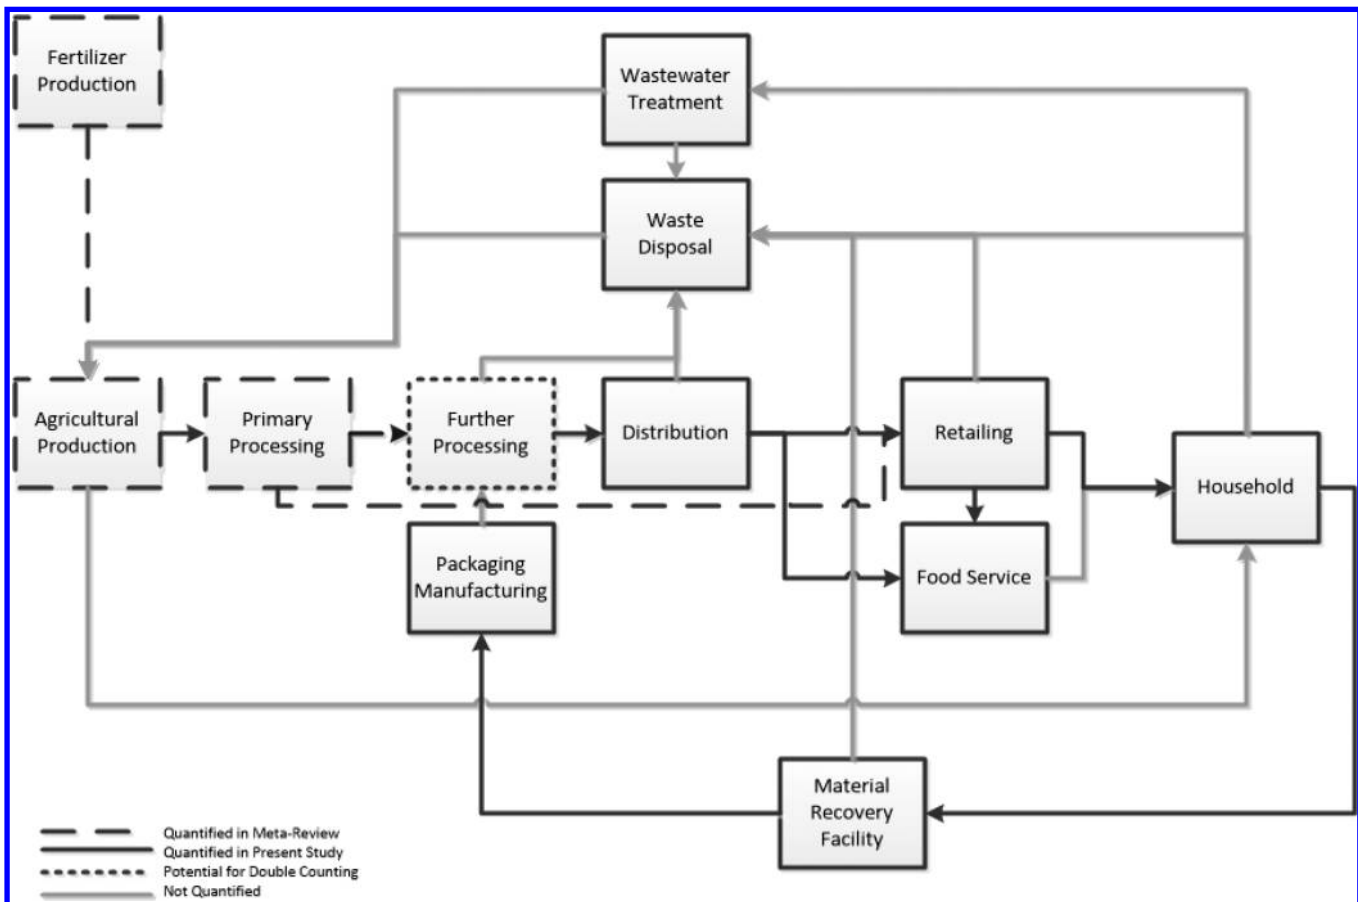 Fertilizer
Production
Wastewater
Treatment
Waste
Disposal
Agricultural
Production
Primary
Processing
Further
Processing
Distribution
Retailing
Household
Packaging
Manufacturing
Food Service
Material
Recovery
Facility
Quantified in Meta-Review
Quantified in Present Study
Potential for Double Counting
Not Quantified